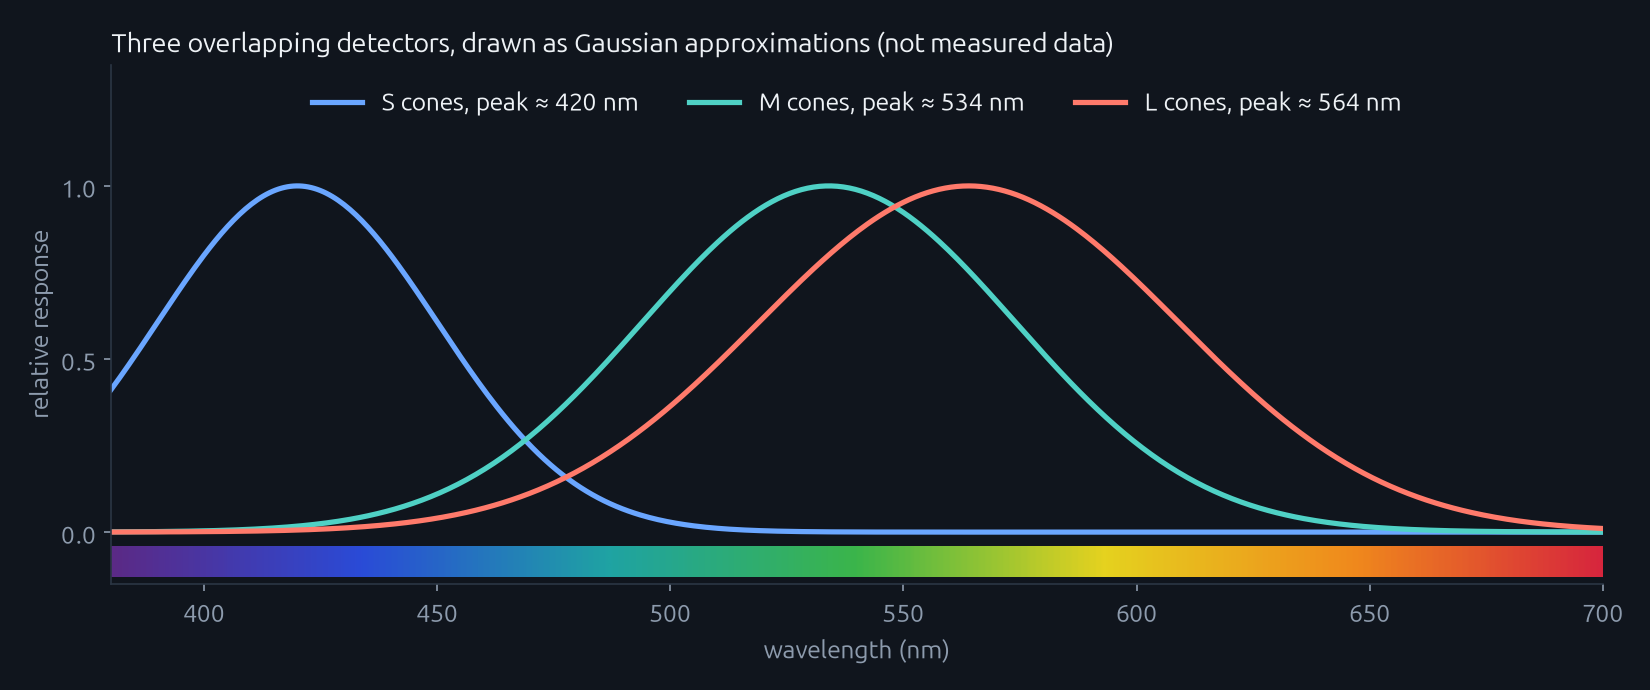 Three overlapping detectors, drawn as Gaussian approximations (not measured data)
S cones, peak ≈ 420 nm
M cones, peak ≈ 534 nm
L cones, peak ≈ 564 nm
relative response
1.0
0.5
0.0
400 450 500 550 600 650 700
wavelength (nm)